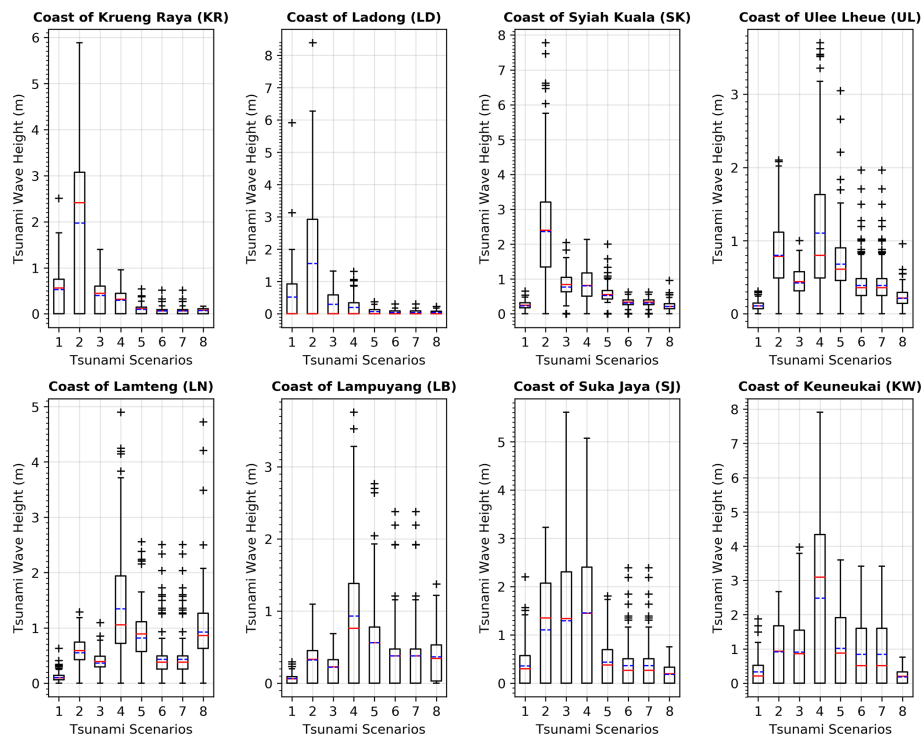 Coast of Krueng Raya (KR)
Tsunami Wave Height (m)
6
5
4
3
2
1
0
1 2 3 4 5 6 7 8
Tsunami Scenarios
Coast of Ladong (LD)
Tsunami Wave Height (m)
8
7
6
5
4
3
2
1
0
1 2 3 4 5 6 7 8
Tsunami Scenarios
Coast of Syiah Kuala (SK)
Tsunami Wave Height (m)
8
7
6
5
4
3
2
1
0
1 2 3 4 5 6 7 8
Tsunami Scenarios
Coast of Ulee Lheue (UL)
Tsunami Wave Height (m)
3
2
1
0
1 2 3 4 5 6 7 8
Tsunami Scenarios
Coast of Lamteng (LN)
Tsunami Wave Height (m)
5
4
3
2
1
0
1 2 3 4 5 6 7 8
Tsunami Scenarios
Coast of Lampuyang (LB)
Tsunami Wave Height (m)
3
2
1
0
1 2 3 4 5 6 7 8
Tsunami Scenarios
Coast of Suka Jaya (SJ)
Tsunami Wave Height (m)
5
4
3
2
1
0
1 2 3 4 5 6 7 8
Tsunami Scenarios
Coast of Keuneukai (KW)
Tsunami Wave Height (m)
8
7
6
5
4
3
2
1
0
1 2 3 4 5 6 7 8
Tsunami Scenarios